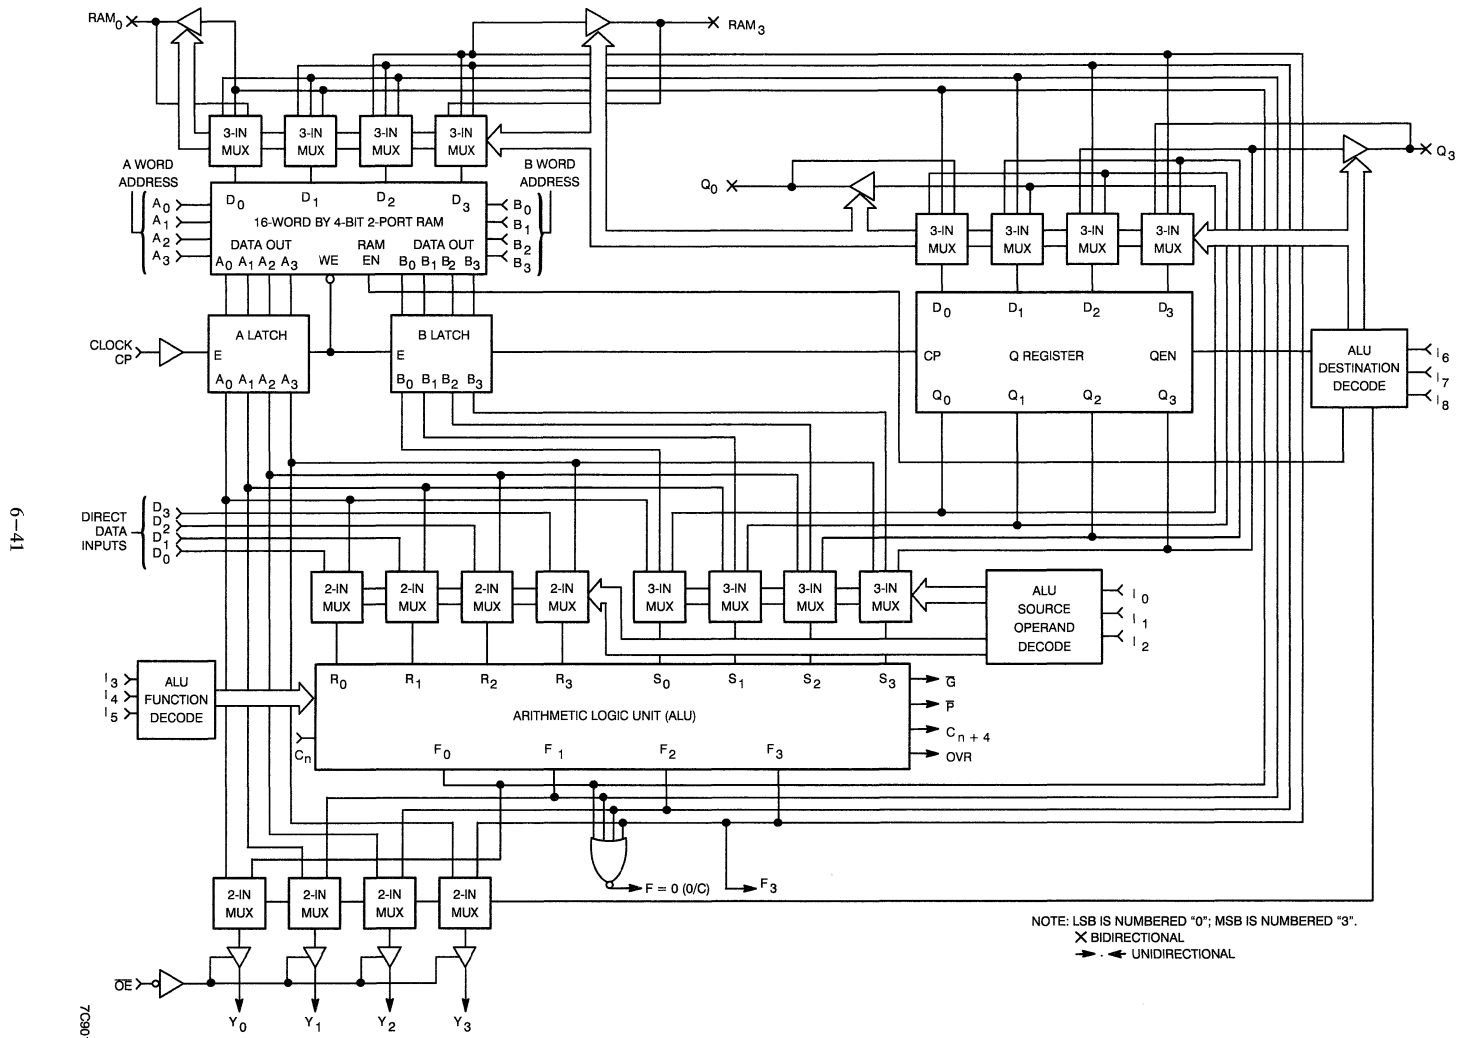 RAM0
RAM3
3-IN MUX
3-IN MUX
3-IN MUX
3-IN MUX
Q3
A WORD ADDRESS
B WORD ADDRESS
Q0
A0
A1
A2
A3
D0 D1 D2 D3
16-WORD BY 4-BIT 2-PORT RAM
DATA OUT
RAM
DATA OUT
A0 A1 A2 A3 WE EN B0 B1 B2 B3
B0
B1
B2
B3
3-IN MUX
3-IN MUX
3-IN MUX
3-IN MUX
CLOCK CP
A LATCH
E
A0 A1 A2 A3
B LATCH
E
B0 B1 B2 B3
D0 D1 D2 D3
CP Q REGISTER QEN
Q0 Q1 Q2 Q3
ALU DESTINATION DECODE
I6
I7
I8
DIRECT DATA INPUTS
D3
D2
D1
D0
6–41
2-IN MUX
2-IN MUX
2-IN MUX
2-IN MUX
3-IN MUX
3-IN MUX
3-IN MUX
3-IN MUX
ALU SOURCE OPERAND DECODE
I0
I1
I2
I3
I4
I5
ALU FUNCTION DECODE
R0 R1 R2 R3 S0 S1 S2 S3
ARITHMETIC LOGIC UNIT (ALU)
Cn
F0 F1 F2 F3
G̅
P̅
Cn + 4
OVR
F = 0 (0/C)
F3
2-IN MUX
2-IN MUX
2-IN MUX
2-IN MUX
O̅E̅
Y0 Y1 Y2 Y3
NOTE: LSB IS NUMBERED “0”; MSB IS NUMBERED “3”.
BIDIRECTIONAL
UNIDIRECTIONAL